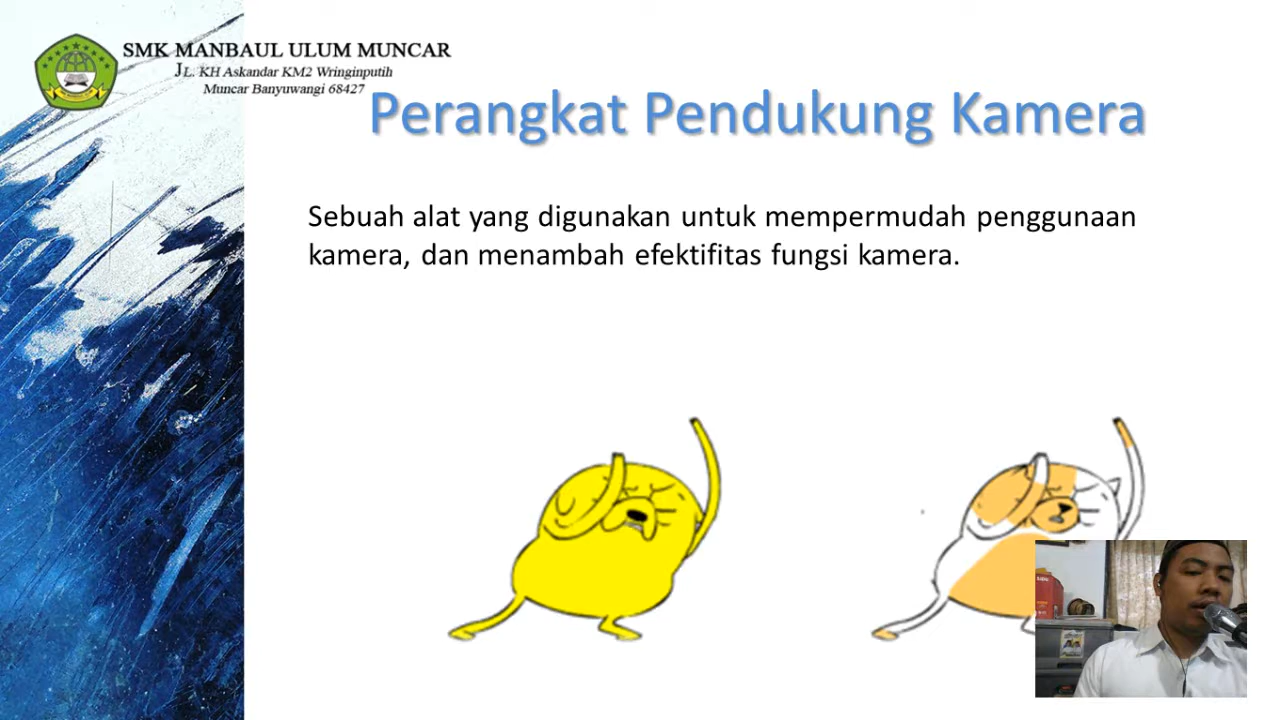 SMK MANBAUL ULUM MUNCAR
JL. KH Askandar KM2 Wringinputih
Muncar Banyuwangi 68427
Perangkat Pendukung Kamera
Sebuah alat yang digunakan untuk mempermudah penggunaan
kamera, dan menambah efektifitas fungsi kamera.